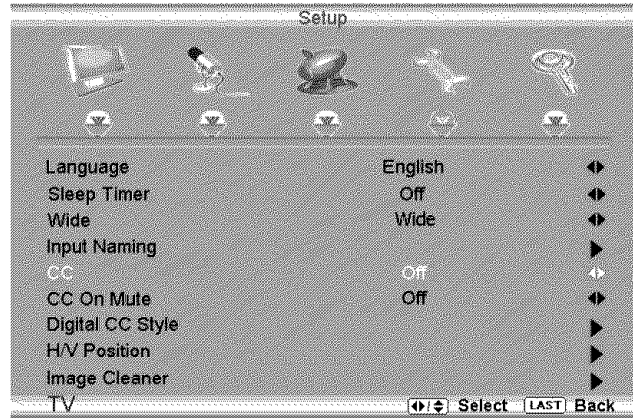 Setup
Language English
Sleep Timer Off
Wide Wide
Input Naming
CC Off
CC On Mute Off
Digital CC Style
H/V Position
Image Cleaner
TV Select LAST Back